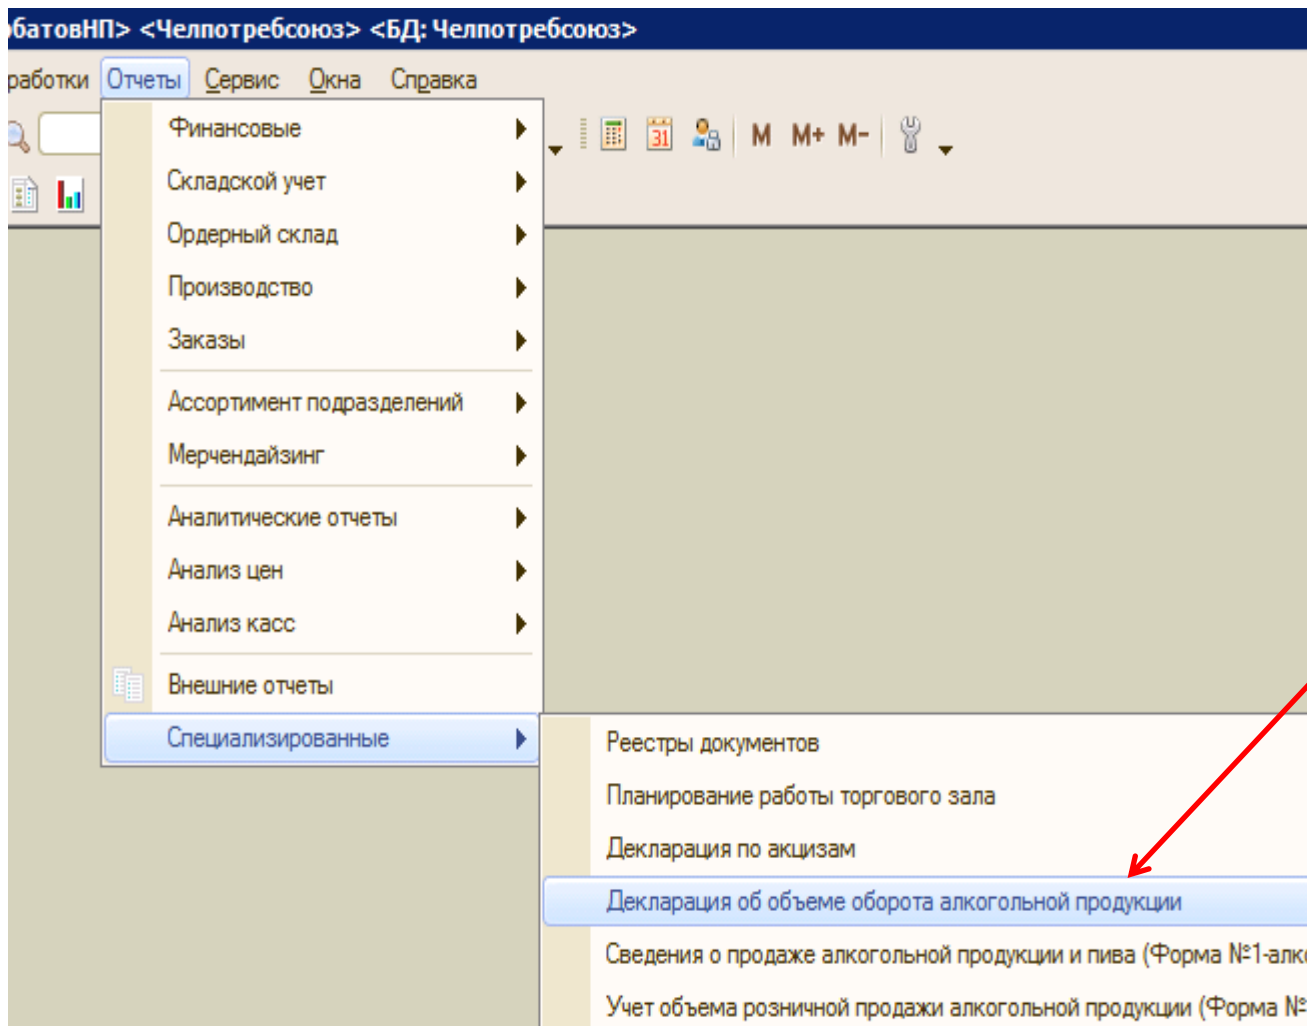 <Челпотребсоюз> <БД: Челпотребсоюз>
Отчеты Сервис Окна Справка
31 M M+ M-
Финансовые
Складской учет
Ордерный склад
Производство
Заказы
Ассортимент подразделений
Мерчендайзинг
Аналитические отчеты
Анализ цен
Анализ касс
Внешние отчеты
Специализированные
Реестры документов
Планирование работы торгового зала
Декларация по акцизам
Декларация об объеме оборота алкогольной продукции
Сведения о продаже алкогольной продукции и пива (Форма №1-алк
Учет объема розничной продажи алкогольной продукции (Форма №